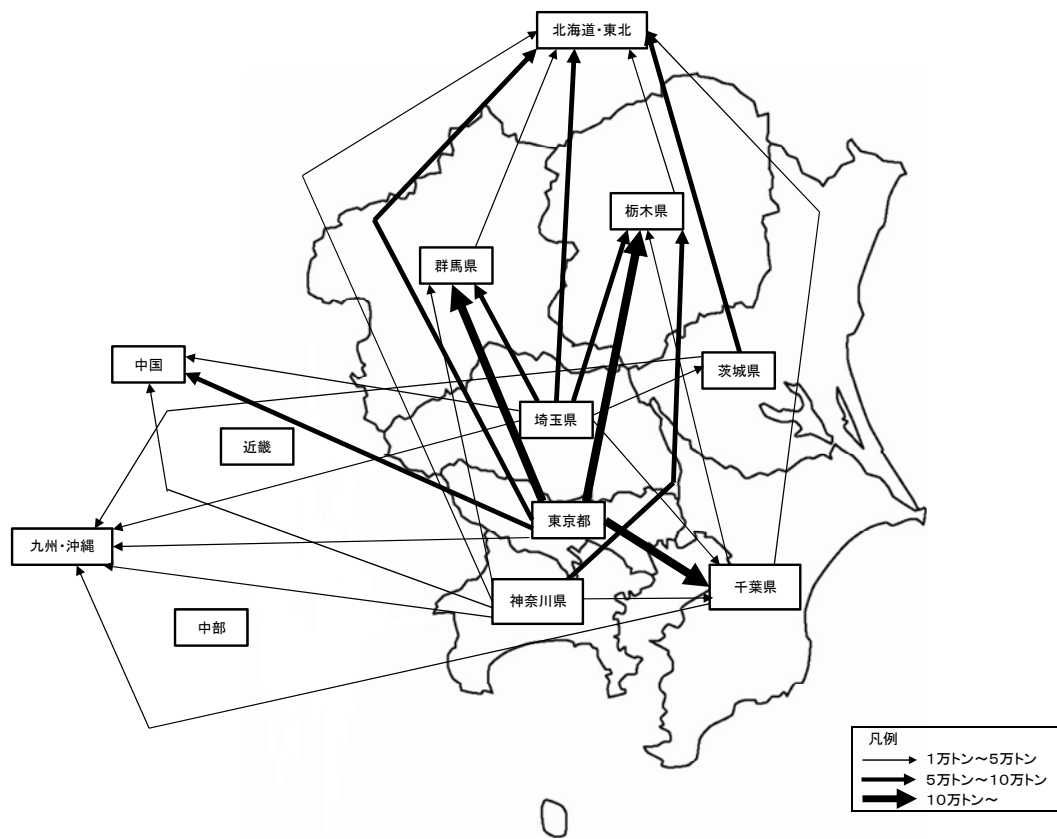 北海道・東北
栃木県
群馬県
中国
茨城県
埼玉県
近畿
東京都
九州・沖縄
千葉県
神奈川県
中部
凡例
1万トン～5万トン
5万トン～10万トン
10万トン～